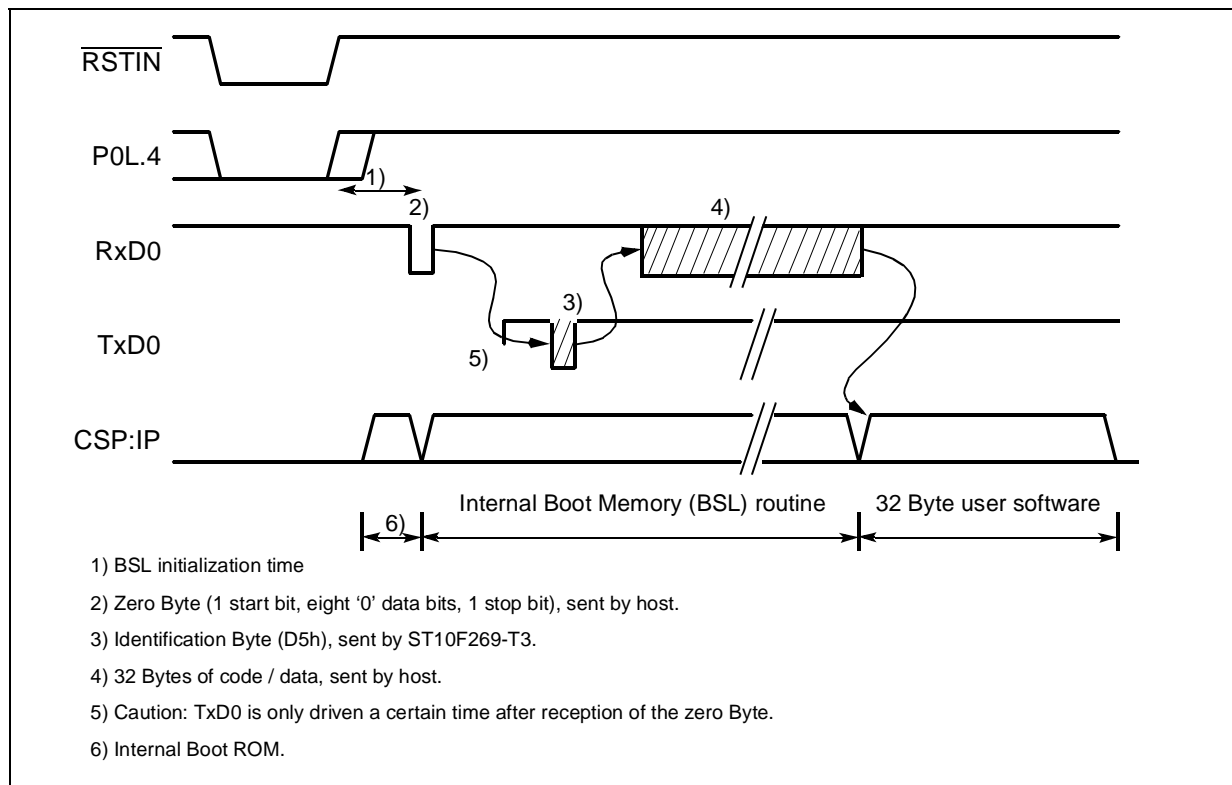 RSTIN
P0L.4
1)
2)
4)
RxD0
3)
TxD0
5)
CSP:IP
Internal Boot Memory (BSL) routine
32 Byte user software
6)
1) BSL initialization time
2) Zero Byte (1 start bit, eight ‘0’ data bits, 1 stop bit), sent by host.
3) Identification Byte (D5h), sent by ST10F269-T3.
4) 32 Bytes of code / data, sent by host.
5) Caution: TxD0 is only driven a certain time after reception of the zero Byte.
6) Internal Boot ROM.